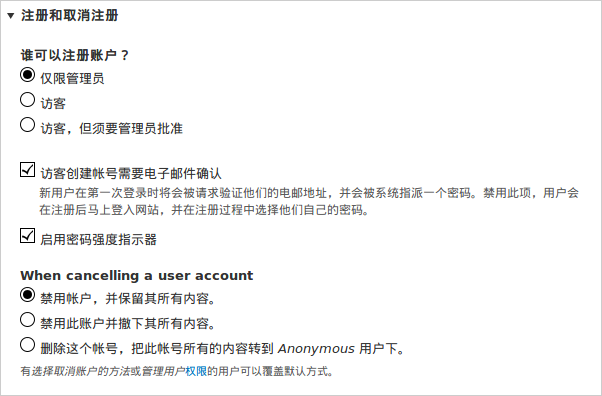 注册和取消注册
谁可以注册账户？
仅限管理员
访客
访客，但须要管理员批准
访客创建帐号需要电子邮件确认
新用户在第一次登录时将会被请求验证他们的电邮地址，并会被系统指派一个密码。禁用此项，用户会
在注册后马上登入网站，并在注册过程中选择他们自己的密码。
启用密码强度指示器
When cancelling a user account
禁用帐户，并保留其所有内容。
禁用此账户并撤下其所有内容。
删除这个帐号，把此帐号所有的内容转到 Anonymous 用户下。
有选择取消账户的方法或管理用户权限的用户可以覆盖默认方式。